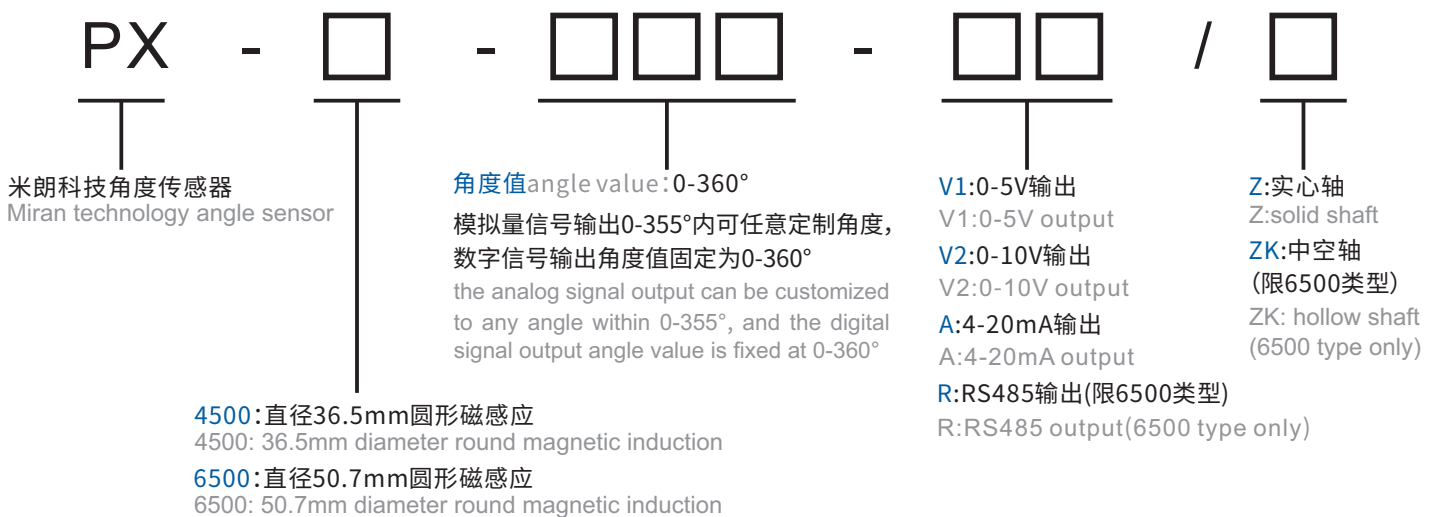 PX - □ - □□□ - □□ / □
米朗科技角度传感器
Miran technology angle sensor
4500:直径36.5mm圆形磁感应
4500: 36.5mm diameter round magnetic induction
6500:直径50.7mm圆形磁感应
6500: 50.7mm diameter round magnetic induction
角度值angle value:0-360°
模拟量信号输出0-355°内可任意定制角度,
数字信号输出角度值固定为0-360°
the analog signal output can be customized
to any angle within 0-355°, and the digital
signal output angle value is fixed at 0-360°
V1:0-5V输出
V1:0-5V output
V2:0-10V输出
V2:0-10V output
A:4-20mA输出
A:4-20mA output
R:RS485输出(限6500类型)
R:RS485 output(6500 type only)
Z:实心轴
Z:solid shaft
ZK:中空轴
(限6500类型)
ZK: hollow shaft
(6500 type only)